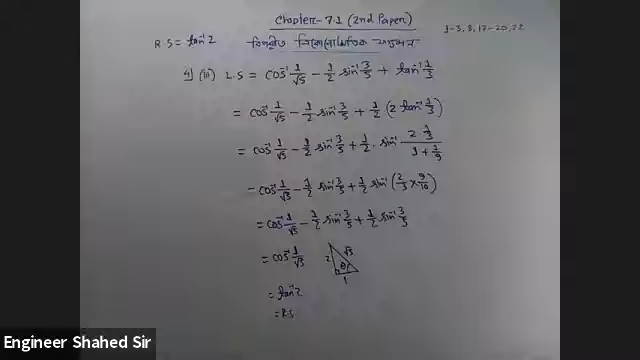 Chapter-7.1 (2nd Paper)
1-3, 8, 17-20, 22
R.S = tan⁻¹2
বিপরীত ত্রিকোণমিতিক
4) (iii) L.S = cos⁻¹ 1/√5 - 1/2 sin⁻¹ 3/5 + tan⁻¹ 1/3
= cos⁻¹ 1/√5 - 1/2 sin⁻¹ 3/5 + 1/2 (2 tan⁻¹ 1/3)
= cos⁻¹ 1/√5 - 1/2 sin⁻¹ 3/5 + 1/2 . sin⁻¹ (2 1/3)/(1 + 1/9)
= cos⁻¹ 1/√5 - 1/2 sin⁻¹ 3/5 + 1/2 sin⁻¹ (2/3 × 9/10)
= cos⁻¹ 1/√5 - 1/2 sin⁻¹ 3/5 + 1/2 sin⁻¹ 3/5
= cos⁻¹ 1/√5
2 √5 θ 1
= tan⁻¹2
= R.S
Engineer Shahed Sir